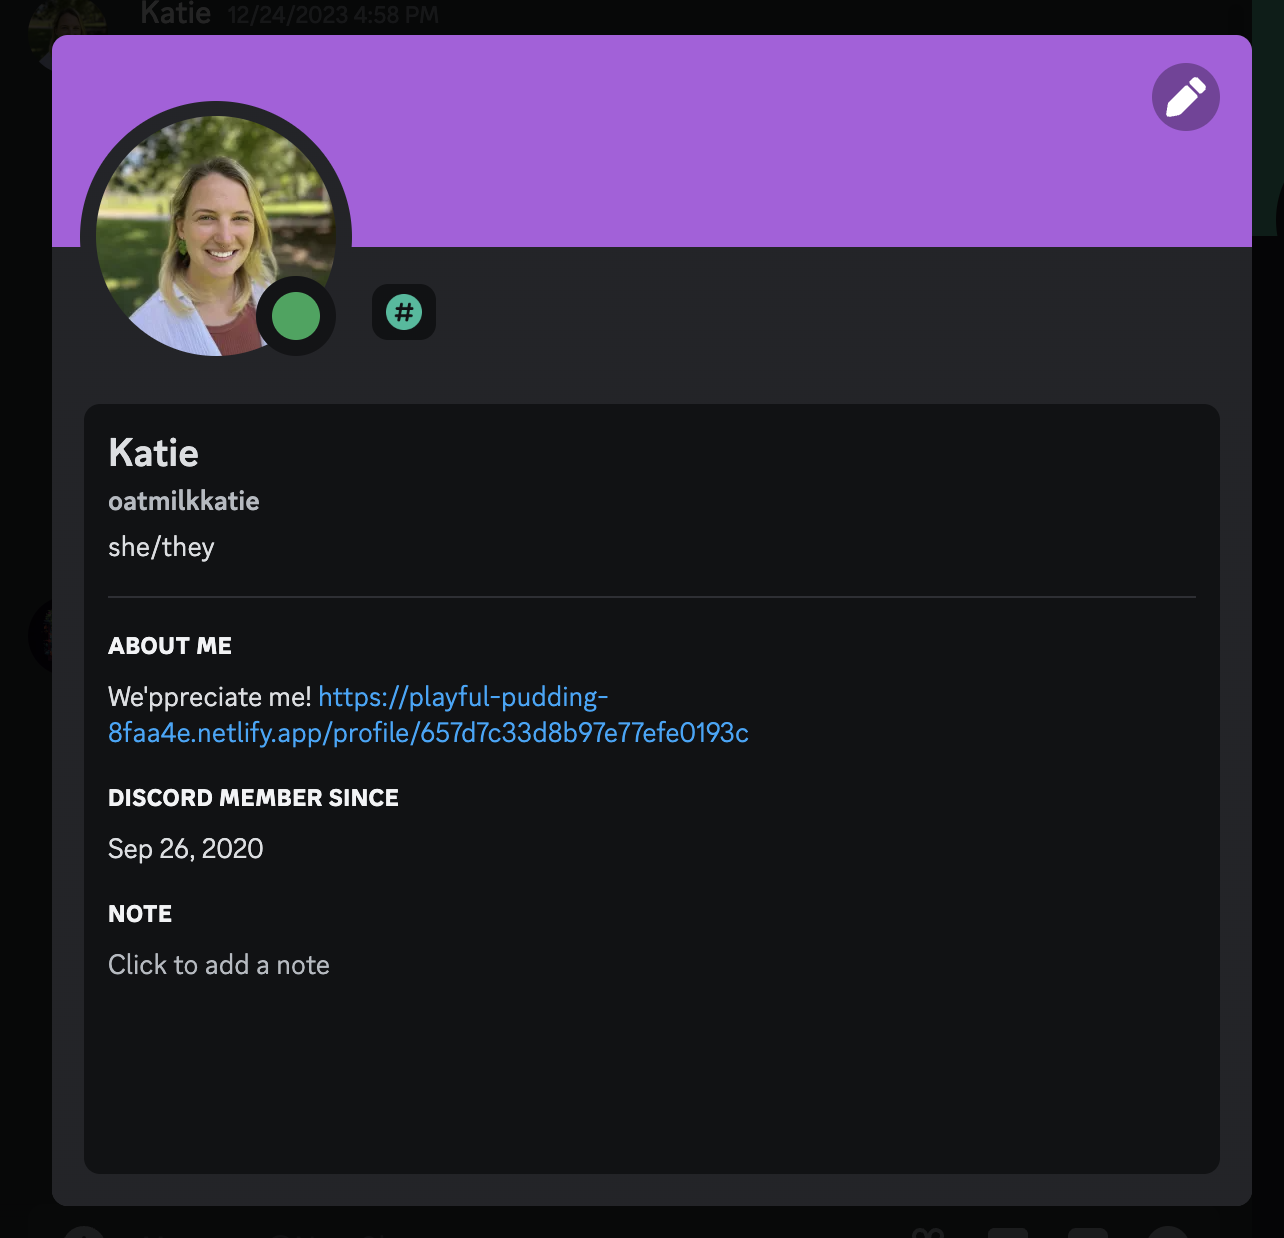 Katie 12/24/2023 4:58 PM
#
Katie
oatmilkkatie
she/they
ABOUT ME
We'ppreciate me! https://playful-pudding-
8faa4e.netlify.app/profile/657d7c33d8b97e77efe0193c
DISCORD MEMBER SINCE
Sep 26, 2020
NOTE
Click to add a note